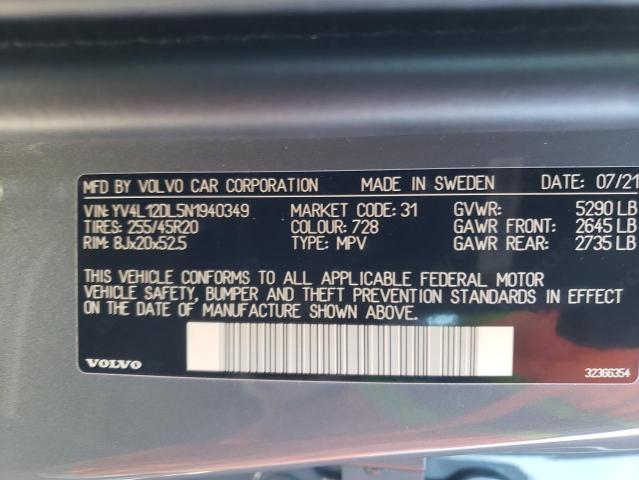 MFD BY VOLVO CAR CORPORATION MADE IN SWEDEN DATE: 07/21
VIN: YV4L12DL5N1940349 MARKET CODE: 31 GVWR: 5290 LB
TIRES: 255/45R20 COLOUR: 728 GAWR FRONT: 2645 LB
RIM: 8Jx20x52.5 TYPE: MPV GAWR REAR: 2735 LB
THIS VEHICLE CONFORMS TO ALL APPLICABLE FEDERAL MOTOR
VEHICLE SAFETY, BUMPER AND THEFT PREVENTION STANDARDS IN EFFECT
ON THE DATE OF MANUFACTURE SHOWN ABOVE.
VOLVO 32366354